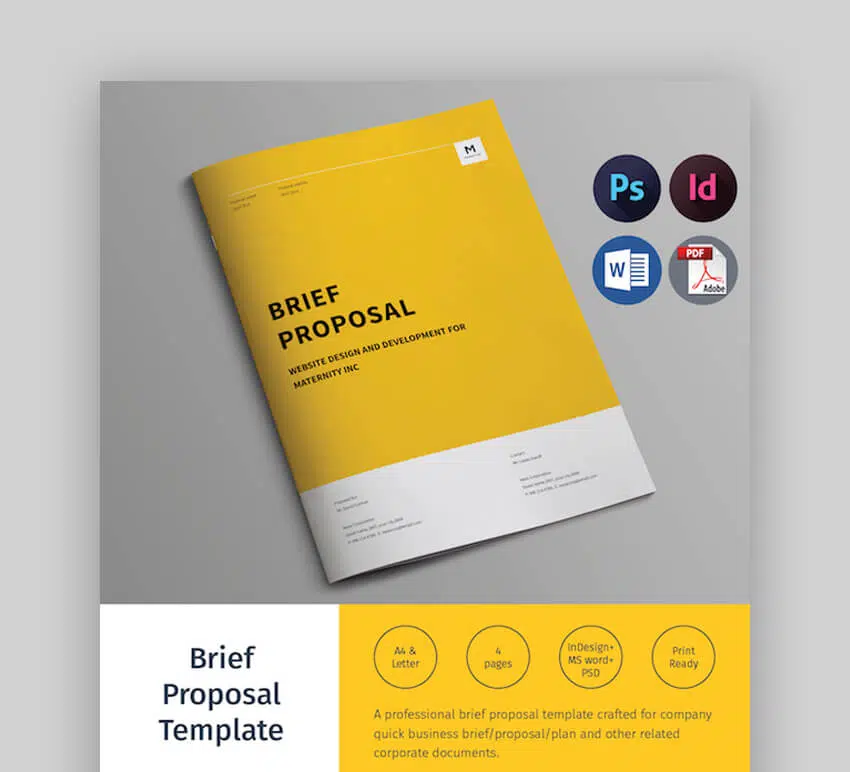 M
BRIEF
PROPOSAL
WEBSITE DESIGN AND DEVELOPMENT FOR
MATERNITY INC
Ps
Id
W
PDF
Adobe
Brief
Proposal
Template
A4 &
Letter
4
pages
InDesign+
MS word+
PSD
Print
Ready
A professional brief proposal template crafted for company
quick business brief/proposal/plan and other related
corporate documents.